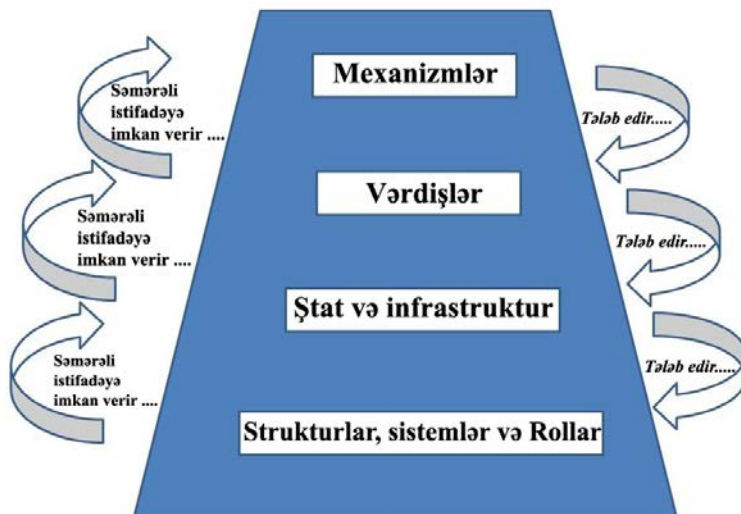 Mexanizmlər
Səmərəli
istifadəyə
imkan verir ....
Tələb edir.....
Vərdişlər
Səmərəli
istifadəyə
imkan verir ....
Tələb edir.....
Ştat və infrastruktur
Səmərəli
istifadəyə
imkan verir ....
Tələb edir.....
Strukturlar, sistemlər və Rollar